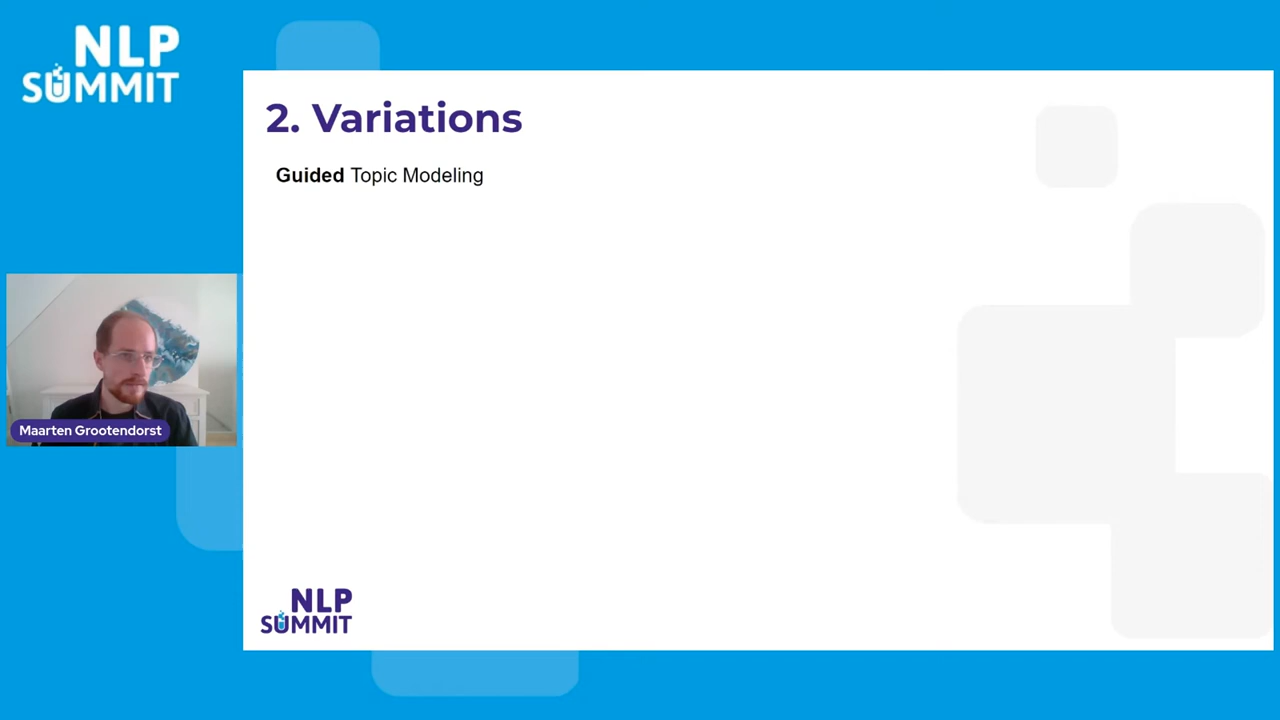 NLP
SUMMIT
2. Variations
Guided Topic Modeling
Maarten Grootendorst
NLP
SUMMIT